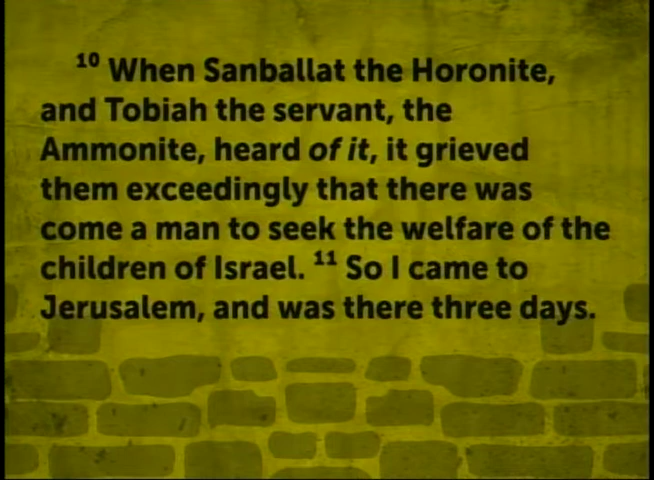 10 When Sanballat the Horonite,
and Tobiah the servant, the
Ammonite, heard of it, it grieved
them exceedingly that there was
come a man to seek the welfare of the
children of Israel. 11 So I came to
Jerusalem, and was there three days.